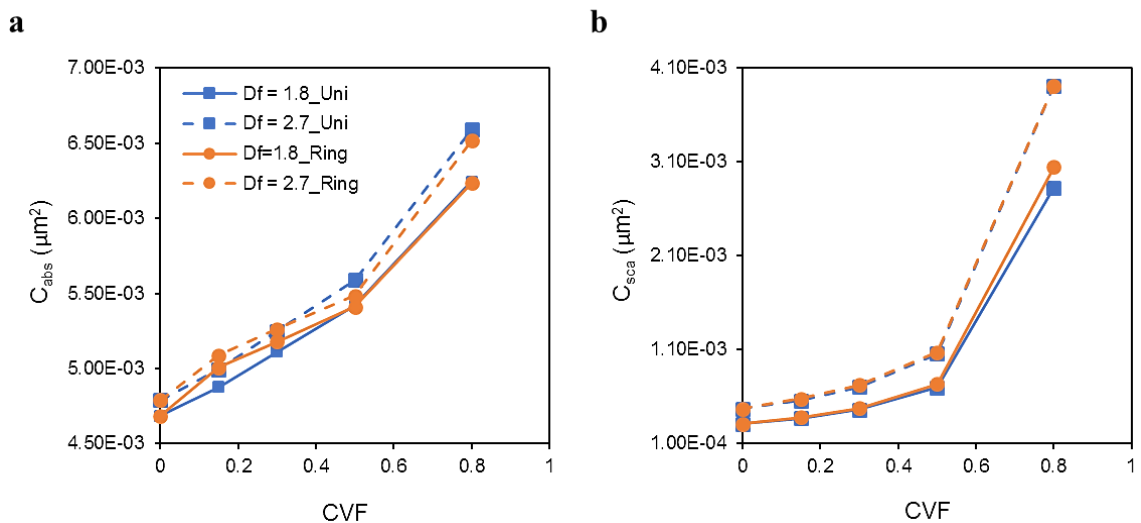 a
7.00E-03
6.50E-03
6.00E-03
5.50E-03
5.00E-03
4.50E-03
C_abs (µm²)
Df = 1.8_Uni
Df = 2.7_Uni
Df=1.8_Ring
Df = 2.7_Ring
0 0.2 0.4 0.6 0.8 1
CVF
b
4.10E-03
3.10E-03
2.10E-03
1.10E-03
1.00E-04
C_sca (µm²)
0 0.2 0.4 0.6 0.8 1
CVF